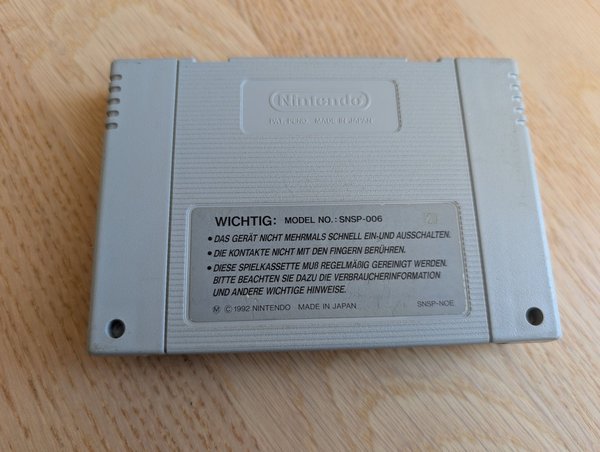 Nintendo
PAT. PEND. MADE IN JAPAN
WICHTIG: MODEL NO.: SNSP-006
• DAS GERÄT NICHT MEHRMALS SCHNELL EIN-UND AUSSCHALTEN.
• DIE KONTAKTE NICHT MIT DEN FINGERN BERÜHREN.
• DIESE SPIELKASSETTE MUß REGELMÄßIG GEREINIGT WERDEN.
BITTE BEACHTEN SIE DAZU DIE VERBRAUCHERINFORMATION
UND ANDERE WICHTIGE HINWEISE.
Ⓜ © 1992 NINTENDO MADE IN JAPAN SNSP-NOE